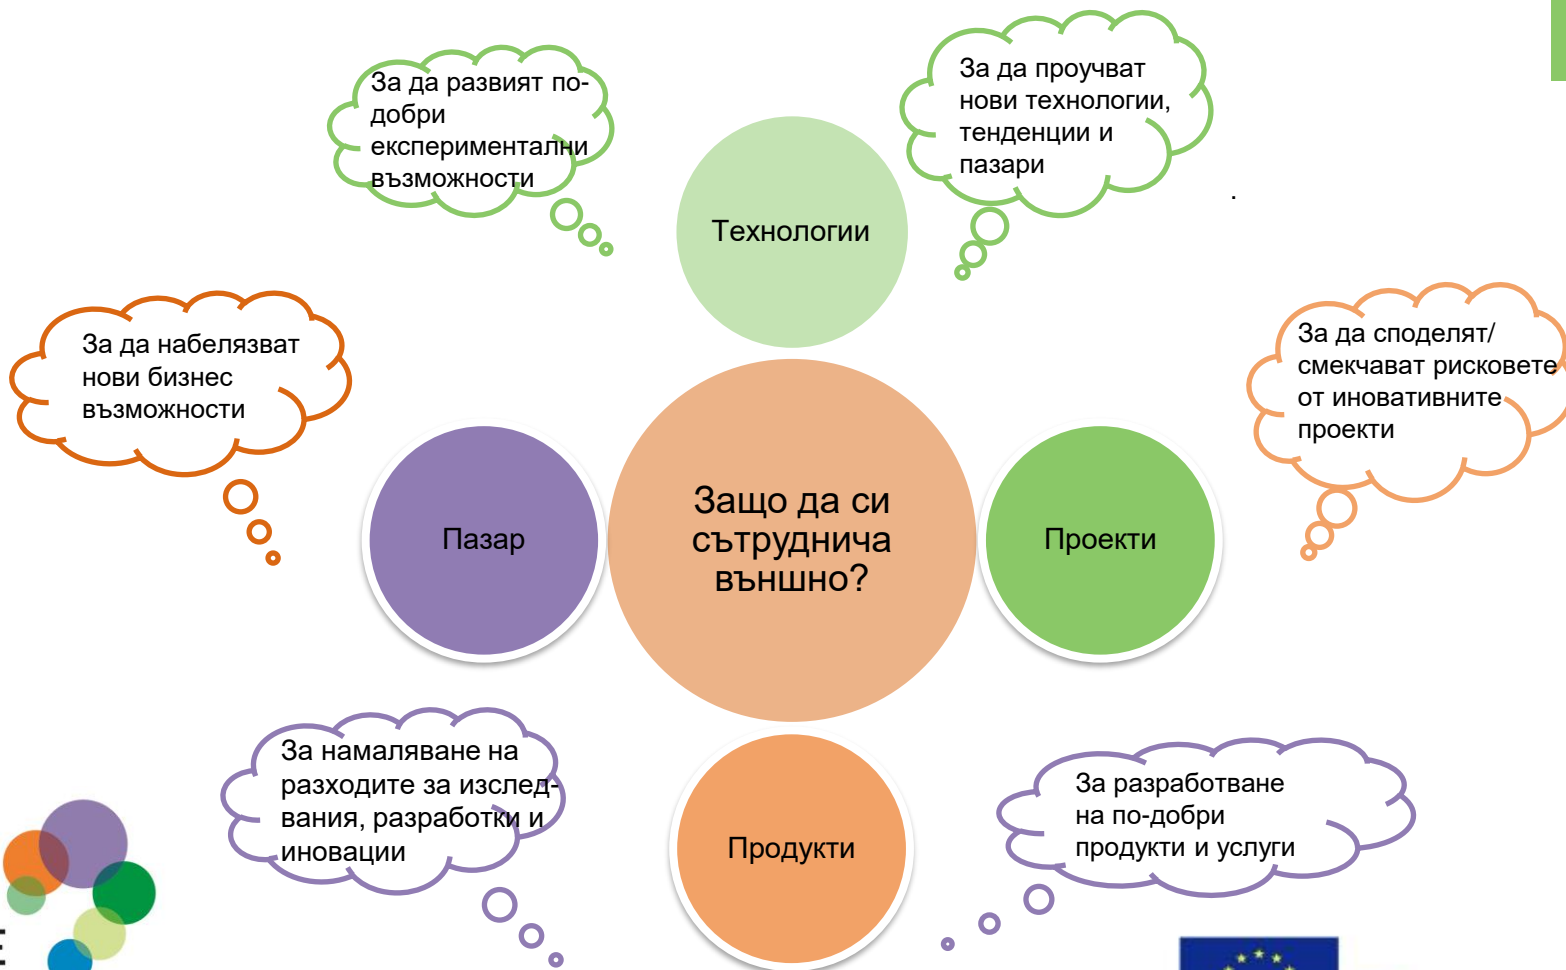 За да развият по-
добри
експериментални
възможности
За да проучват
нови технологии,
тенденции и
пазари
.
Технологии
За да набелязват
нови бизнес
възможности
За да споделят/
смекчават рисковете
от иновативните
проекти
Пазар
Защо да си
сътруднича
външно?
Проекти
За намаляване на
разходите за изслед-
вания, разработки и
иновации
Продукти
За разработване
на по-добри
продукти и услуги
E